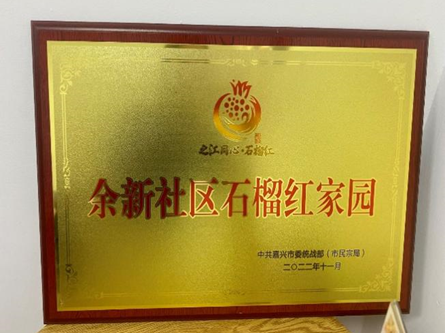 之江同心·石榴红
余新社区石榴红家园
中共嘉兴市委统战部（市民宗局）
二〇二二年十一月